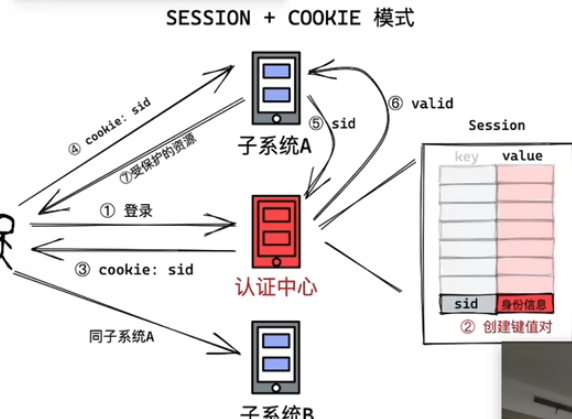 SESSION + COOKIE 模式
④ cookie: sid
⑥ valid
⑤ sid
Session
子系统A
key value
⑦受保护的资源
① 登录
③ cookie: sid
认证中心
sid 身份信息
② 创建键值对
同子系统A
子系统B